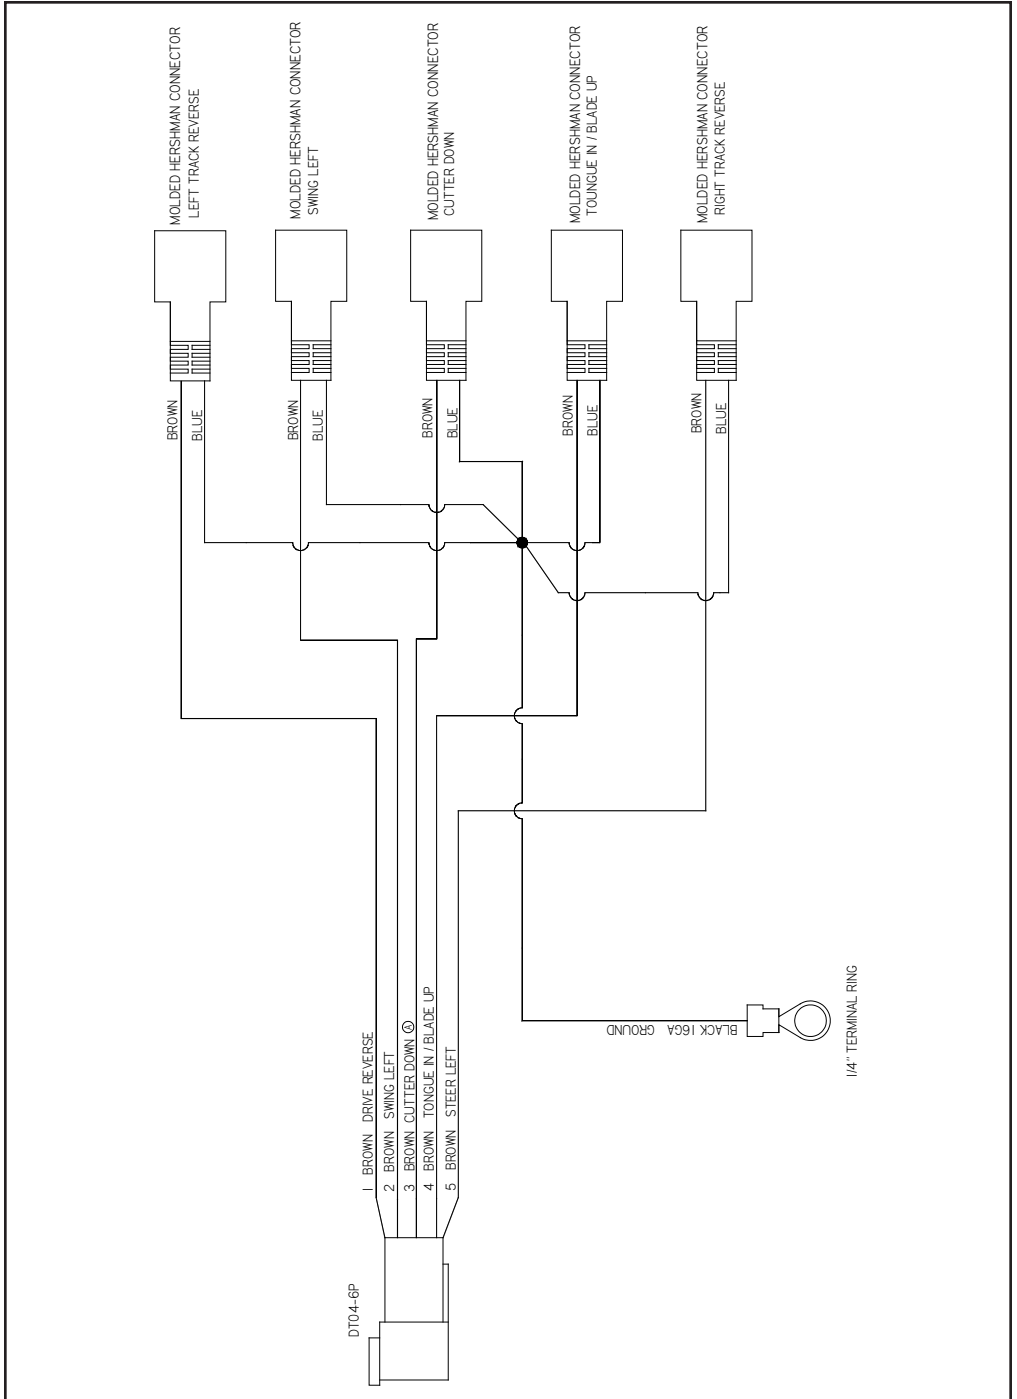 MOLDED HERSHMAN CONNECTOR
LEFT TRACK REVERSE
MOLDED HERSHMAN CONNECTOR
SWING LEFT
MOLDED HERSHMAN CONNECTOR
CUTTER DOWN
MOLDED HERSHMAN CONNECTOR
TOUNGUE IN / BLADE UP
MOLDED HERSHMAN CONNECTOR
RIGHT TRACK REVERSE
BROWN
BLUE
BROWN
BLUE
BROWN
BLUE
BROWN
BLUE
BROWN
BLUE
1 BROWN DRIVE REVERSE
2 BROWN SWING LEFT
3 BROWN CUTTER DOWN Ⓐ
4 BROWN TONGUE IN / BLADE UP
5 BROWN STEER LEFT
BLACK 16GA GROUND
1/4" TERMINAL RING
DT04-6P